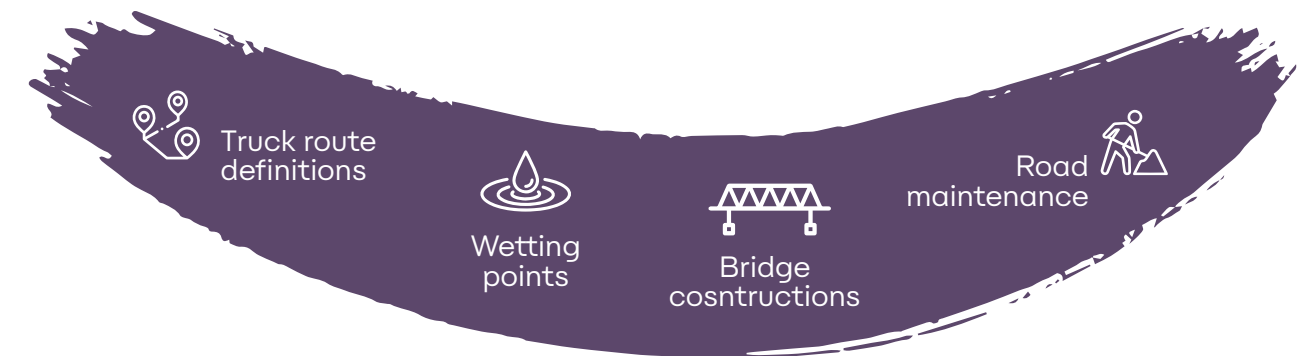 Truck route
definitions
Wetting
points
Bridge
cosntructions
Road
maintenance